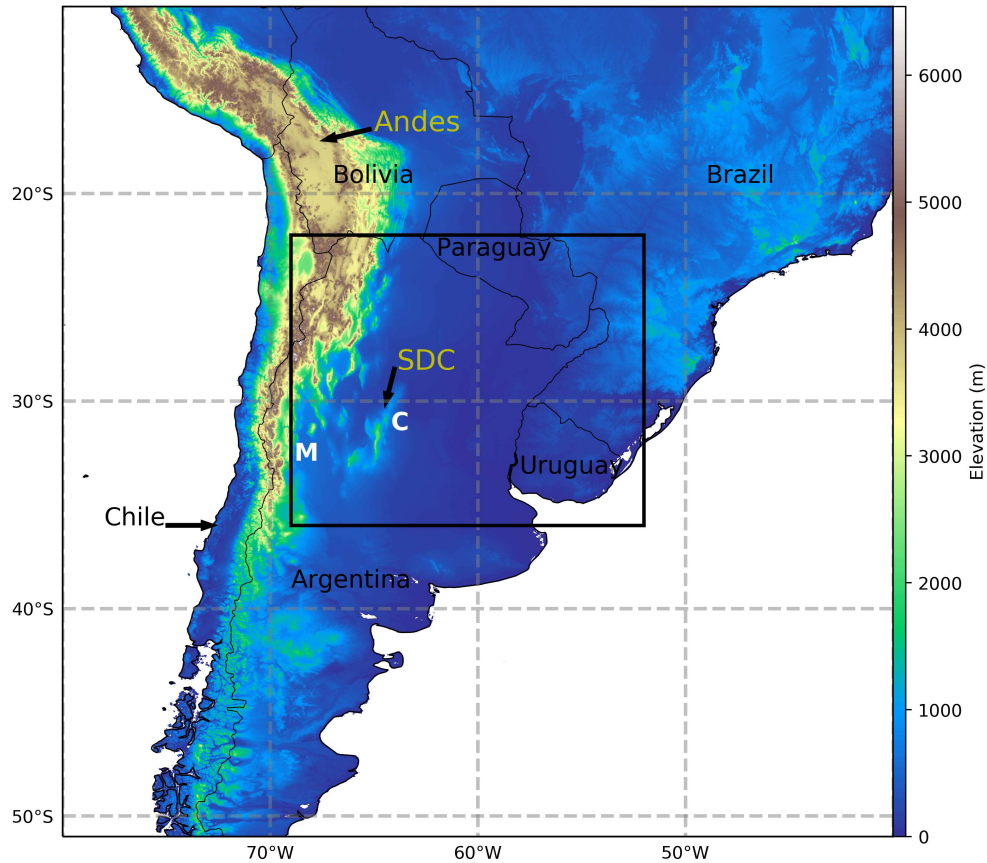 Andes
Bolivia
Brazil
20°S
Paraguay
SDC
30°S
C
M
Uruguay
Chile
Argentina
40°S
50°S
70°W
60°W
50°W
6000
5000
4000
3000
2000
1000
0
Elevation (m)